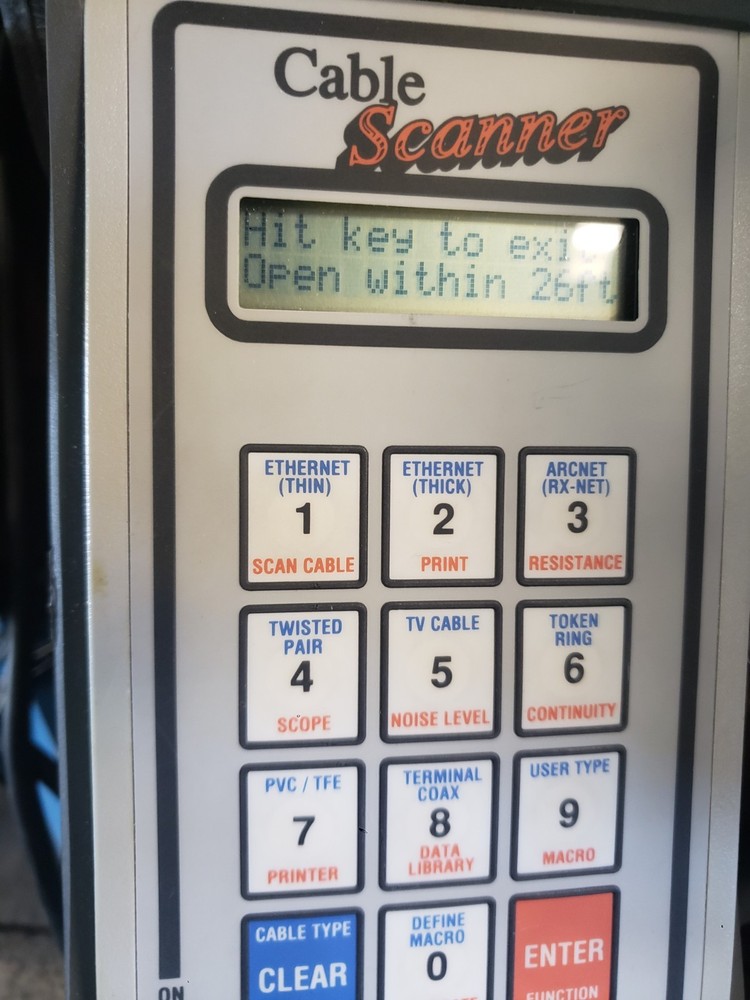 Cable
Scanner
Hit key to exit
Open within 26ft
ETHERNET
(THIN)
1
SCAN CABLE
ETHERNET
(THICK)
2
PRINT
ARCNET
(RX-NET)
3
RESISTANCE
TWISTED
PAIR
4
SCOPE
TV CABLE
5
NOISE LEVEL
TOKEN
RING
6
CONTINUITY
PVC / TFE
7
PRINTER
TERMINAL
COAX
8
DATA
LIBRARY
USER TYPE
9
MACRO
CABLE TYPE
CLEAR
DEFINE
MACRO
0
ENTER
FUNCTION
ON